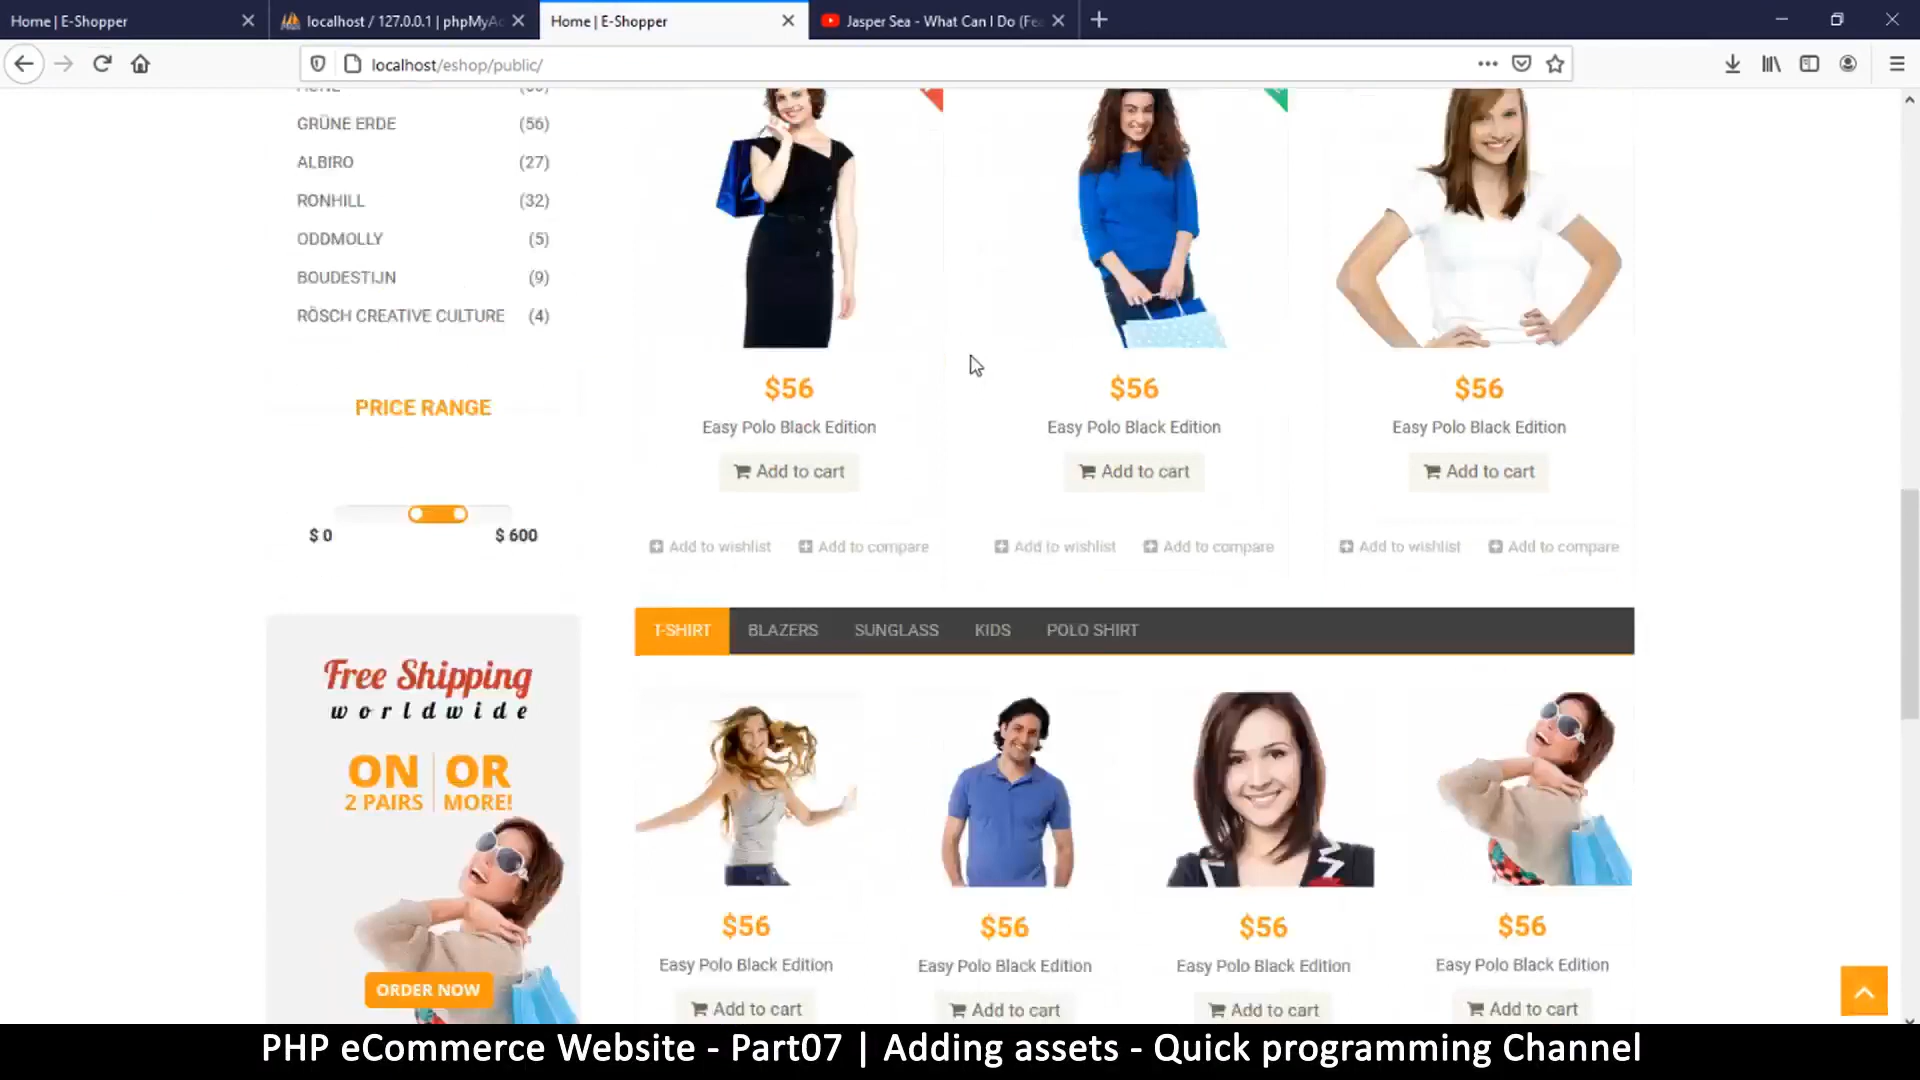 Home | E-Shopper
localhost / 127.0.0.1 | phpMyAd
Home | E-Shopper
Jasper Sea - What Can I Do (Fea
localhost/eshop/public/
GRÜNE ERDE (56)
ALBIRO (27)
RONHILL (32)
ODDMOLLY (5)
BOUDESTIJN (9)
RÖSCH CREATIVE CULTURE (4)
PRICE RANGE
$ 0 $ 600
Free Shipping
worldwide
ON OR
2 PAIRS MORE!
ORDER NOW
$56 $56 $56
Easy Polo Black Edition Easy Polo Black Edition Easy Polo Black Edition
Add to cart Add to cart Add to cart
Add to wishlist Add to compare Add to wishlist Add to compare Add to wishlist Add to compare
T-SHIRT BLAZERS SUNGLASS KIDS POLO SHIRT
$56 $56 $56 $56
Easy Polo Black Edition Easy Polo Black Edition Easy Polo Black Edition Easy Polo Black Edition
Add to cart Add to cart Add to cart Add to cart
PHP eCommerce Website - Part07 | Adding assets - Quick programming Channel